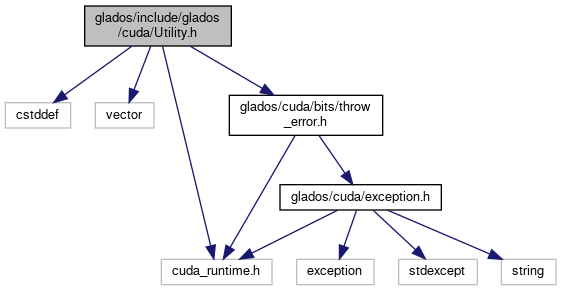 glados/include/glados
/cuda/Utility.h
cstddef
vector
glados/cuda/bits/throw
_error.h
glados/cuda/exception.h
cuda_runtime.h
exception
stdexcept
string